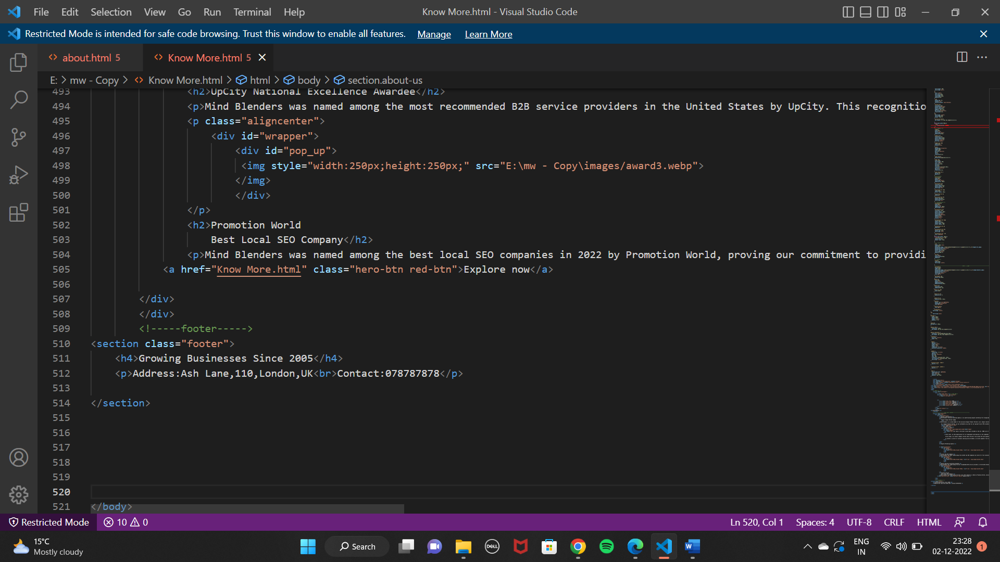 File Edit Selection View Go Run Terminal Help Know More.html - Visual Studio Code
Restricted Mode is intended for safe code browsing. Trust this window to enable all features. Manage Learn More
about.html 5 Know More.html 5
E: > mw - Copy > Know More.html > html > body > section.about-us
493 <h2>UpCity National Excellence Awardee</h2>
494 <p>Mind Blenders was named among the most recommended B2B service providers in the United States by UpCity. This recognitio
495 <p class="aligncenter">
496 <div id="wrapper">
497 <div id="pop_up">
498 <img style="width:250px;height:250px;" src="E:\mw - Copy\images/award3.webp">
499 </img>
500 </div>
501 </p>
502 <h2>Promotion World
503 Best Local SEO Company</h2>
504 <p>Mind Blenders was named among the best local SEO companies in 2022 by Promotion World, proving our commitment to providi
505 <a href="Know More.html" class="hero-btn red-btn">Explore now</a>
506
507 </div>
508 </div>
509 <!-----footer----->
510 <section class="footer">
511 <h4>Growing Businesses Since 2005</h4>
512 <p>Address:Ash Lane,110,London,UK<br>Contact:078787878</p>
513
514 </section>
515
516
517
518
519
520
521 </body>
Restricted Mode 10 0 Ln 520, Col 1 Spaces: 4 UTF-8 CRLF HTML
15°C
Mostly cloudy
Search
DELL
W
ENG
IN
23:28
02-12-2022
1